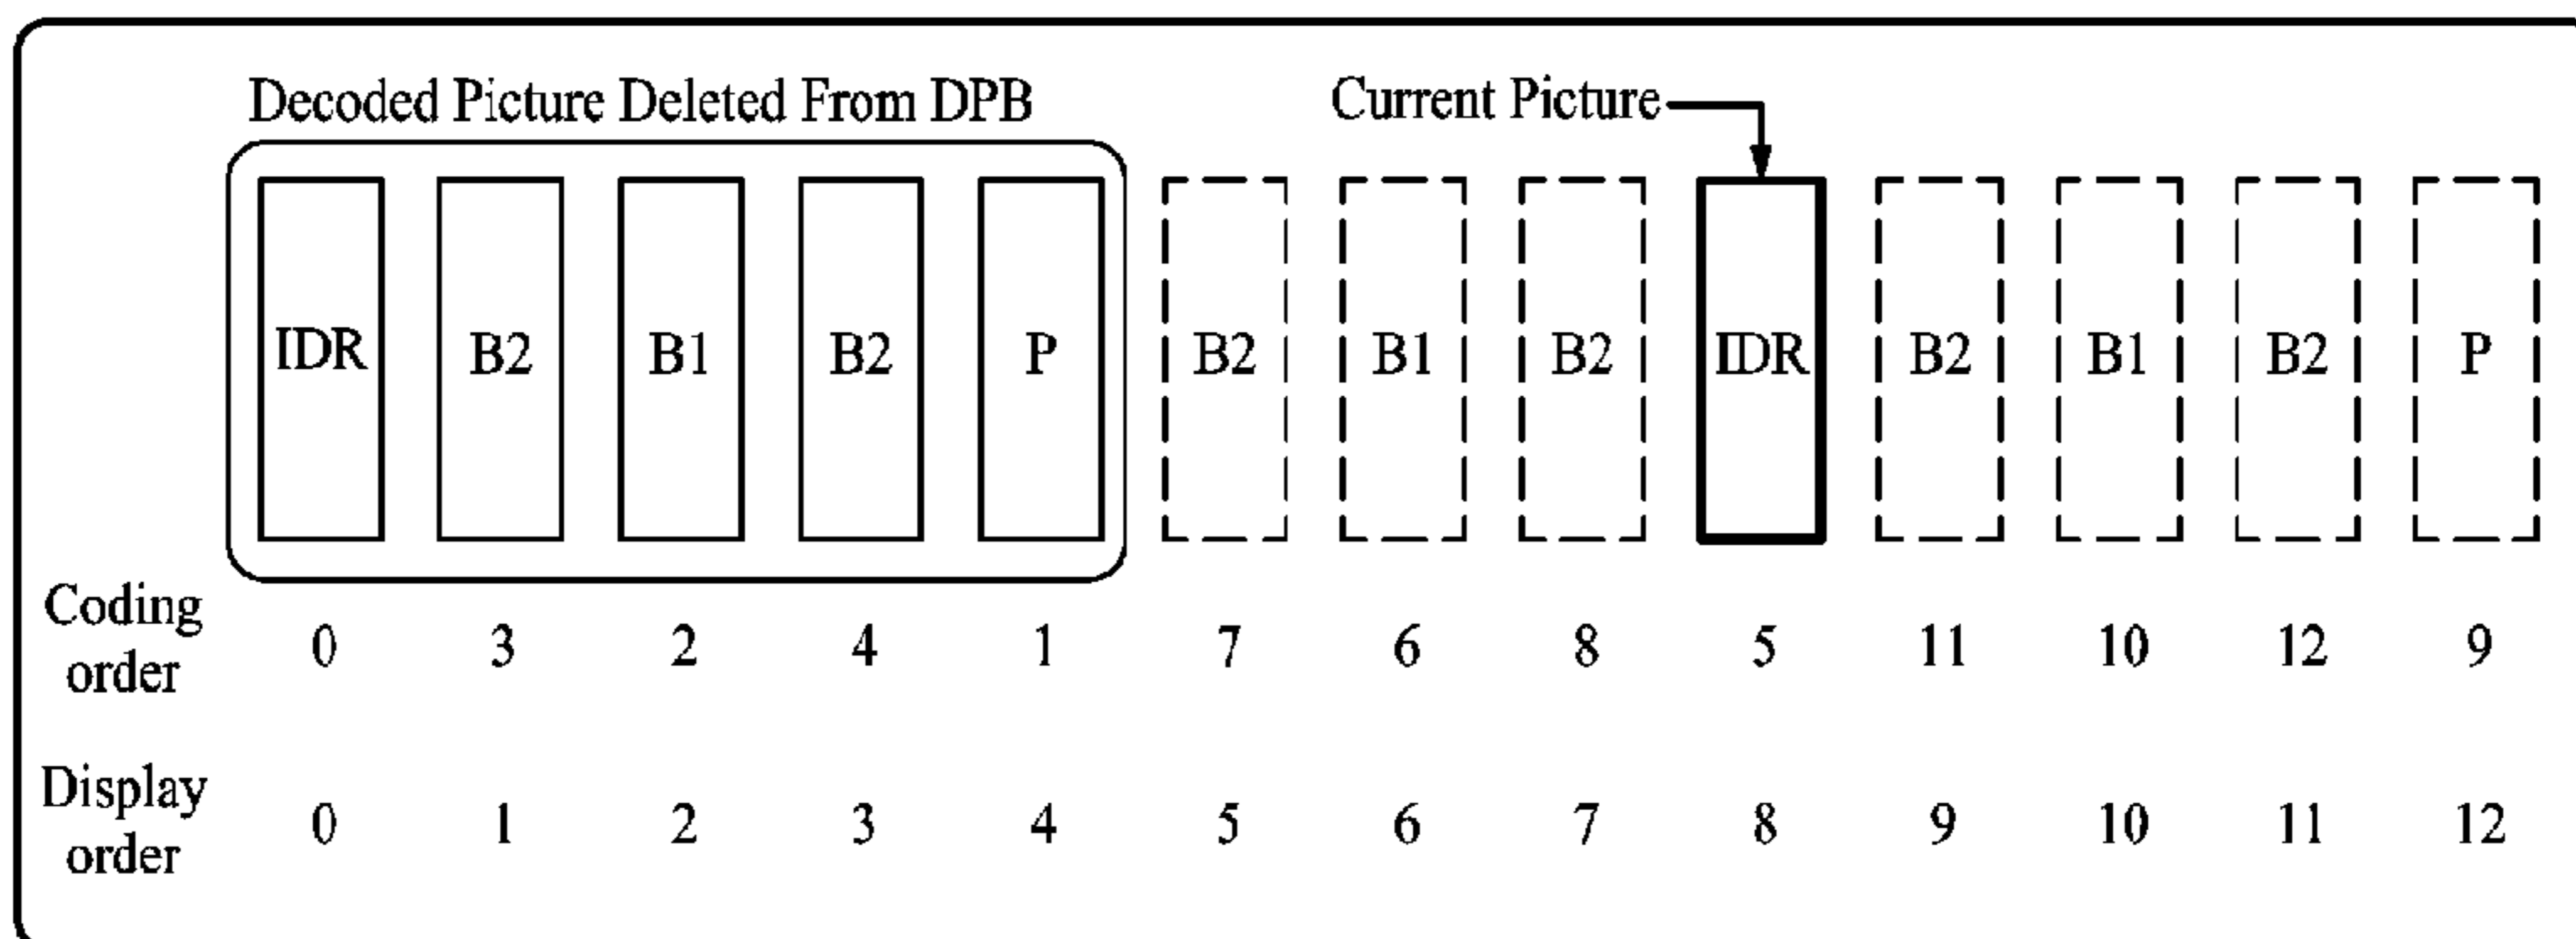 Decoded Picture Deleted From DPB
Current Picture
IDR B2 B1 B2 P B2 B1 B2 IDR B2 B1 B2 P
Coding
order
0 3 2 4 1 7 6 8 5 11 10 12 9
Display
order
0 1 2 3 4 5 6 7 8 9 10 11 12